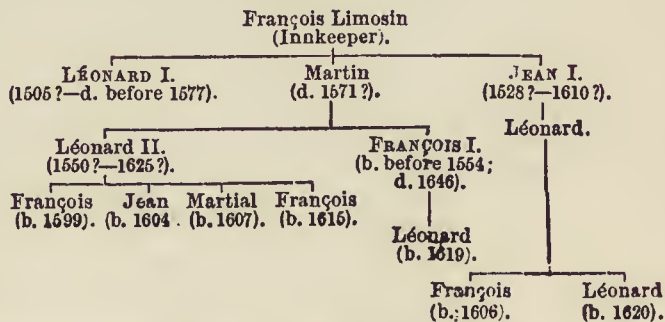 François Limosin
(Innkeeper).
LÉONARD I. Martin JEAN I.
(1505?—d. before 1577). (d. 1571?). (1528?—1610?).
Léonard.
Léonard II. FRANÇOIS I.
(1550?—1625?). (b. before 1554;
d. 1646).
François Jean Martial François
(b. 1599). (b. 1604 . (b. 1607). (b. 1615).
Léonard
(b. 1619).
François Léonard
(b. 1606). (b. 1620).